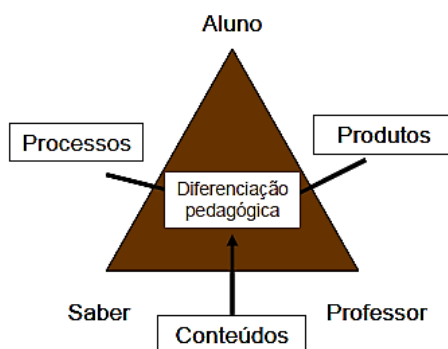 Aluno
Processos
Produtos
Diferenciação
pedagógica
Saber
Professor
Conteúdos